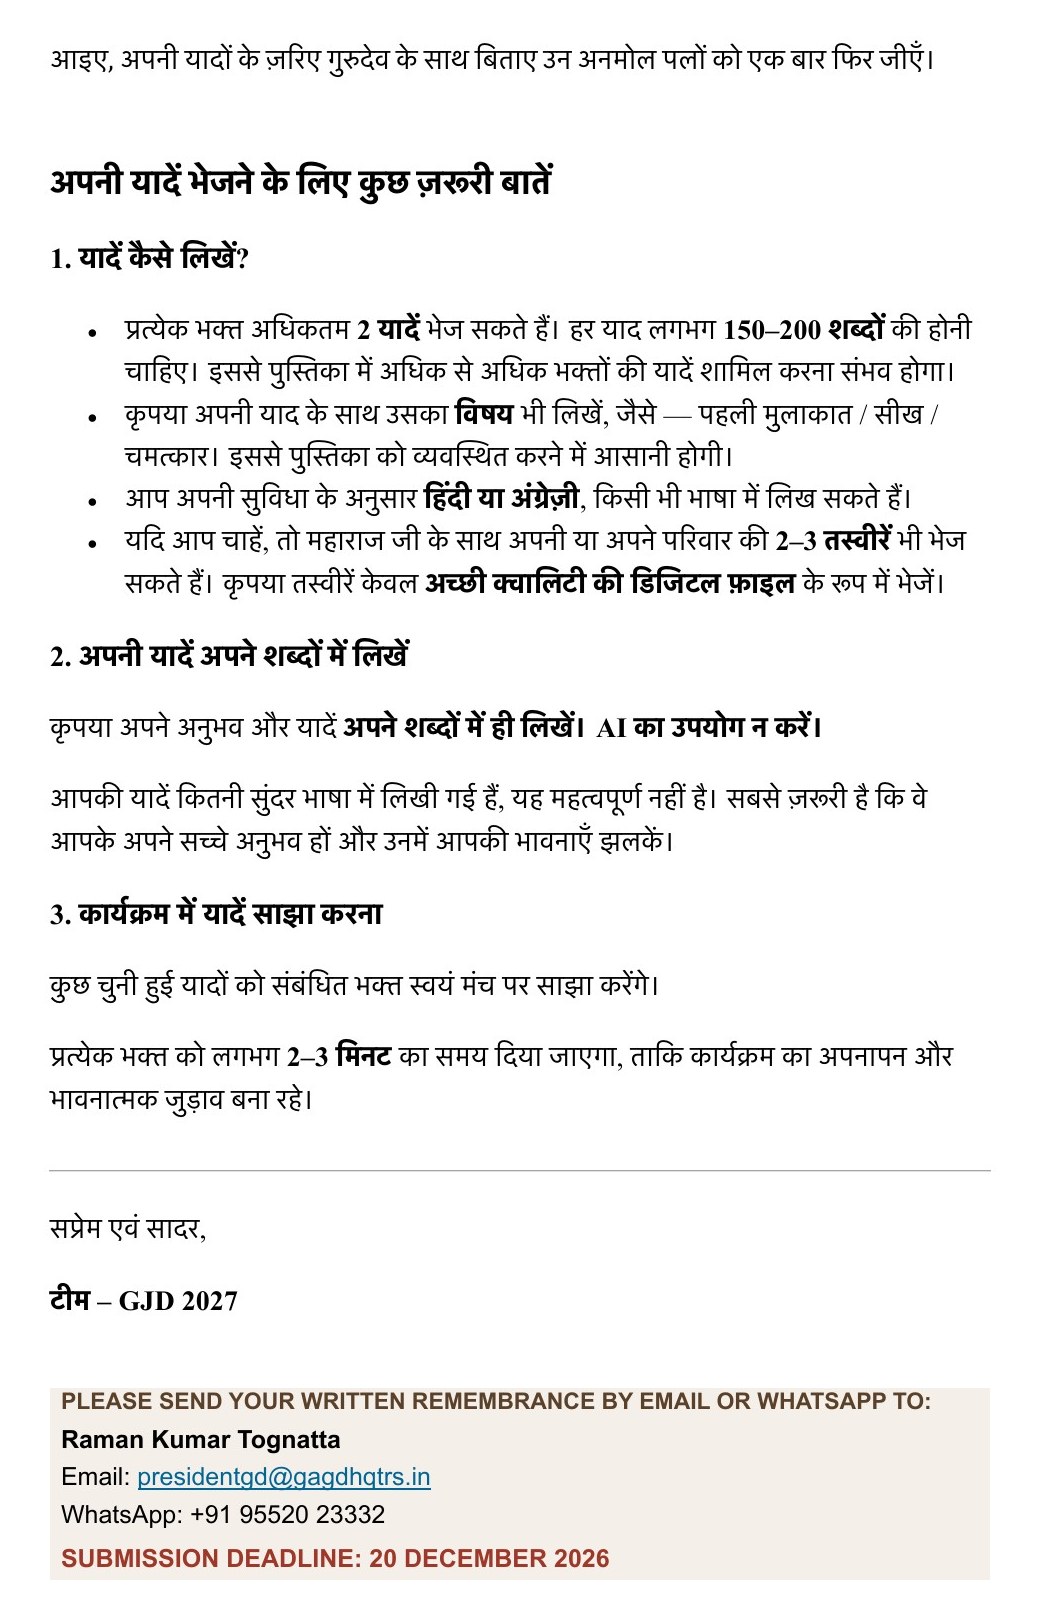 आइए, अपनी यादों के ज़रिए गुरुदेव के साथ बिताए उन अनमोल पलों को एक बार फिर जीएँ।
अपनी यादें भेजने के लिए कुछ ज़रूरी बातें
1. यादें कैसे लिखें?
• प्रत्येक भक्त अधिकतम 2 यादें भेज सकते हैं। हर याद लगभग 150–200 शब्दों की होनी
चाहिए। इससे पुस्तिका में अधिक से अधिक भक्तों की यादें शामिल करना संभव होगा।
• कृपया अपनी याद के साथ उसका विषय भी लिखें, जैसे — पहली मुलाकात / सीख /
चमत्कार। इससे पुस्तिका को व्यवस्थित करने में आसानी होगी।
• आप अपनी सुविधा के अनुसार हिंदी या अंग्रेज़ी, किसी भी भाषा में लिख सकते हैं।
• यदि आप चाहें, तो महाराज जी के साथ अपनी या अपने परिवार की 2–3 तस्वीरें भी भेज
सकते हैं। कृपया तस्वीरें केवल अच्छी क्वालिटी की डिजिटल फ़ाइल के रूप में भेजें।
2. अपनी यादें अपने शब्दों में लिखें
कृपया अपने अनुभव और यादें अपने शब्दों में ही लिखें। AI का उपयोग न करें।
आपकी यादें कितनी सुंदर भाषा में लिखी गई हैं, यह महत्वपूर्ण नहीं है। सबसे ज़रूरी है कि वे
आपके अपने सच्चे अनुभव हों और उनमें आपकी भावनाएँ झलकें।
3. कार्यक्रम में यादें साझा करना
कुछ चुनी हुई यादों को संबंधित भक्त स्वयं मंच पर साझा करेंगे।
प्रत्येक भक्त को लगभग 2–3 मिनट का समय दिया जाएगा, ताकि कार्यक्रम का अपनापन और
भावनात्मक जुड़ाव बना रहे।
सप्रेम एवं सादर,
टीम – GJD 2027
PLEASE SEND YOUR WRITTEN REMEMBRANCE BY EMAIL OR WHATSAPP TO:
Raman Kumar Tognatta
Email: presidentgd@gagdhqtrs.in
WhatsApp: +91 95520 23332
SUBMISSION DEADLINE: 20 DECEMBER 2026